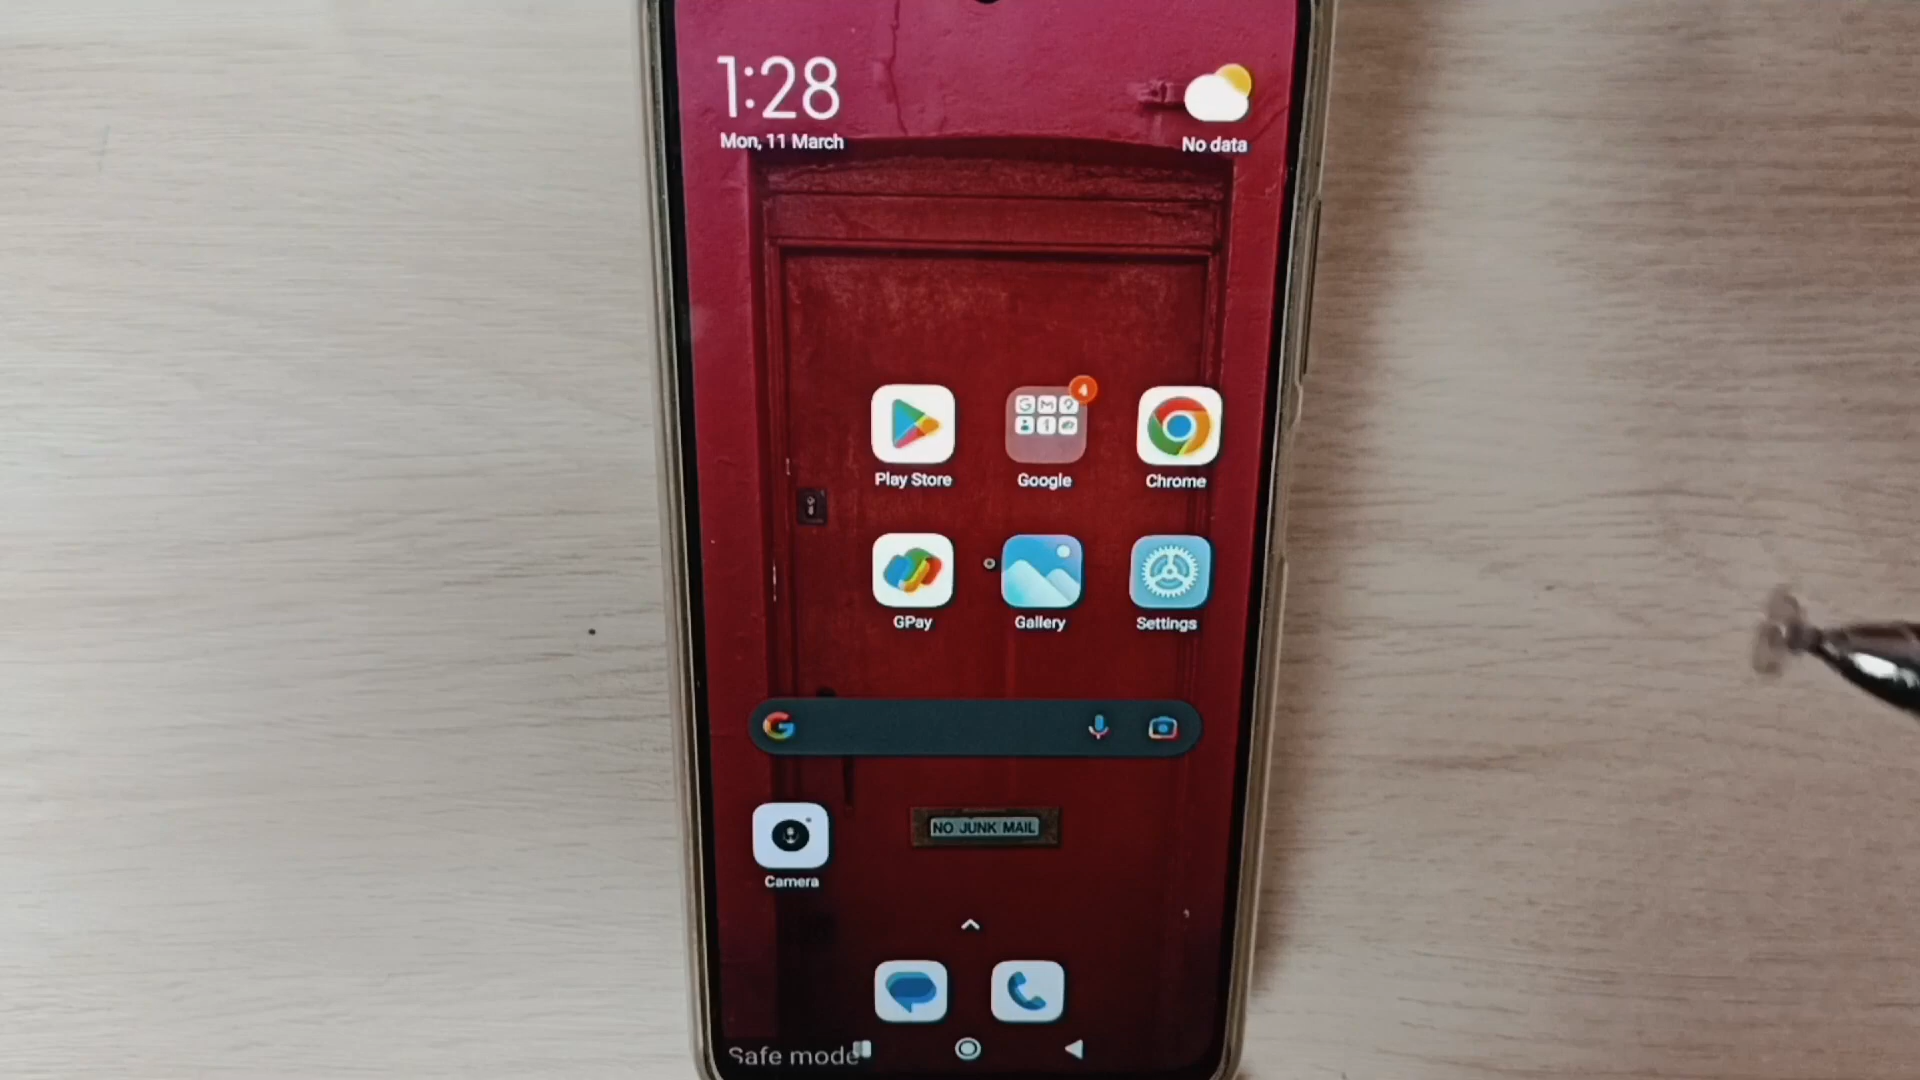 1:28
Mon, 11 March
No data
4
Play Store
Google
Chrome
GPay
Gallery
Settings
G
NO JUNK MAIL
Camera
Safe mode